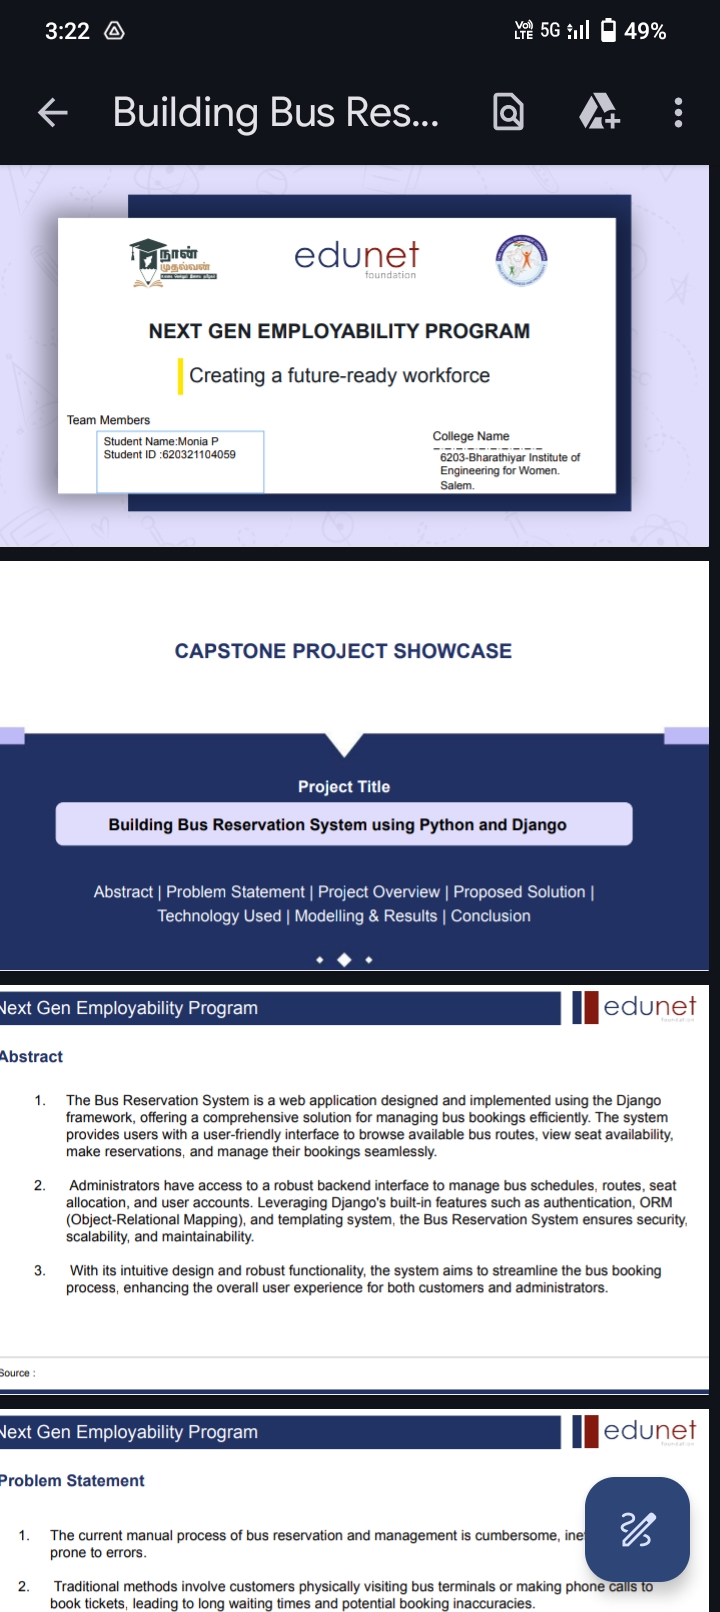 3:22 Vo) LTE 5G 49%
Building Bus Res...
நான்
முதல்வன்
edunet
foundation
NEXT GEN EMPLOYABILITY PROGRAM
Creating a future-ready workforce
Team Members
Student Name:Monia P
Student ID :620321104059
College Name
6203-Bharathiyar Institute of
Engineering for Women.
Salem.
CAPSTONE PROJECT SHOWCASE
Project Title
Building Bus Reservation System using Python and Django
Abstract | Problem Statement | Project Overview | Proposed Solution |
Technology Used | Modelling & Results | Conclusion
Next Gen Employability Program
edunet
foundation
Abstract
1. The Bus Reservation System is a web application designed and implemented using the Django
framework, offering a comprehensive solution for managing bus bookings efficiently. The system
provides users with a user-friendly interface to browse available bus routes, view seat availability,
make reservations, and manage their bookings seamlessly.
2. Administrators have access to a robust backend interface to manage bus schedules, routes, seat
allocation, and user accounts. Leveraging Django's built-in features such as authentication, ORM
(Object-Relational Mapping), and templating system, the Bus Reservation System ensures security,
scalability, and maintainability.
3. With its intuitive design and robust functionality, the system aims to streamline the bus booking
process, enhancing the overall user experience for both customers and administrators.
Source :
Next Gen Employability Program
edunet
foundation
Problem Statement
1. The current manual process of bus reservation and management is cumbersome, ine
prone to errors.
2. Traditional methods involve customers physically visiting bus terminals or making phone calls to
book tickets, leading to long waiting times and potential booking inaccuracies.